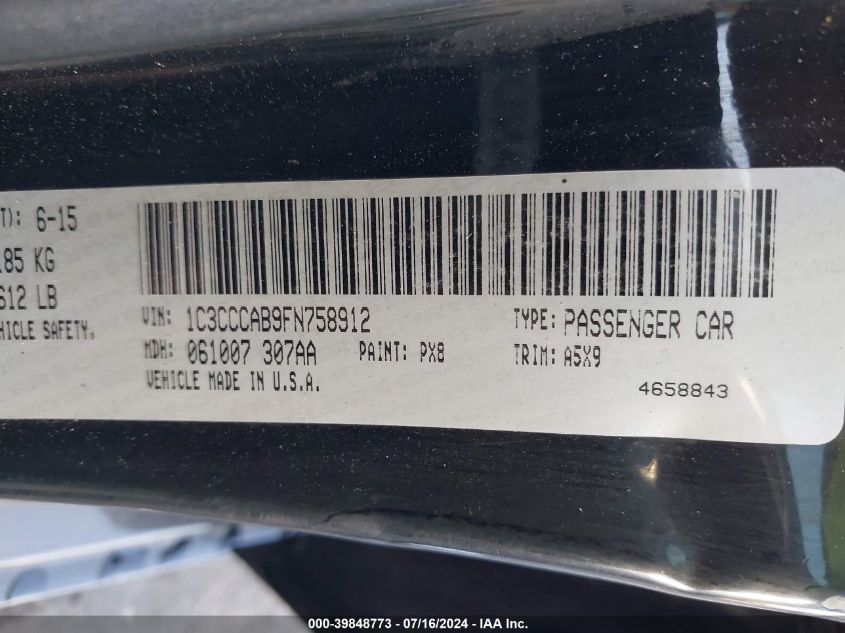 T): 6-15
185 KG
612 LB
HICLE SAFETY.
VIN: 1C3CCCAB9FN758912 TYPE: PASSENGER CAR
MDH: 061007 307AA PAINT: PX8 TRIM: A5X9
VEHICLE MADE IN U.S.A. 4658843
000-39848773 - 07/16/2024 - IAA Inc.